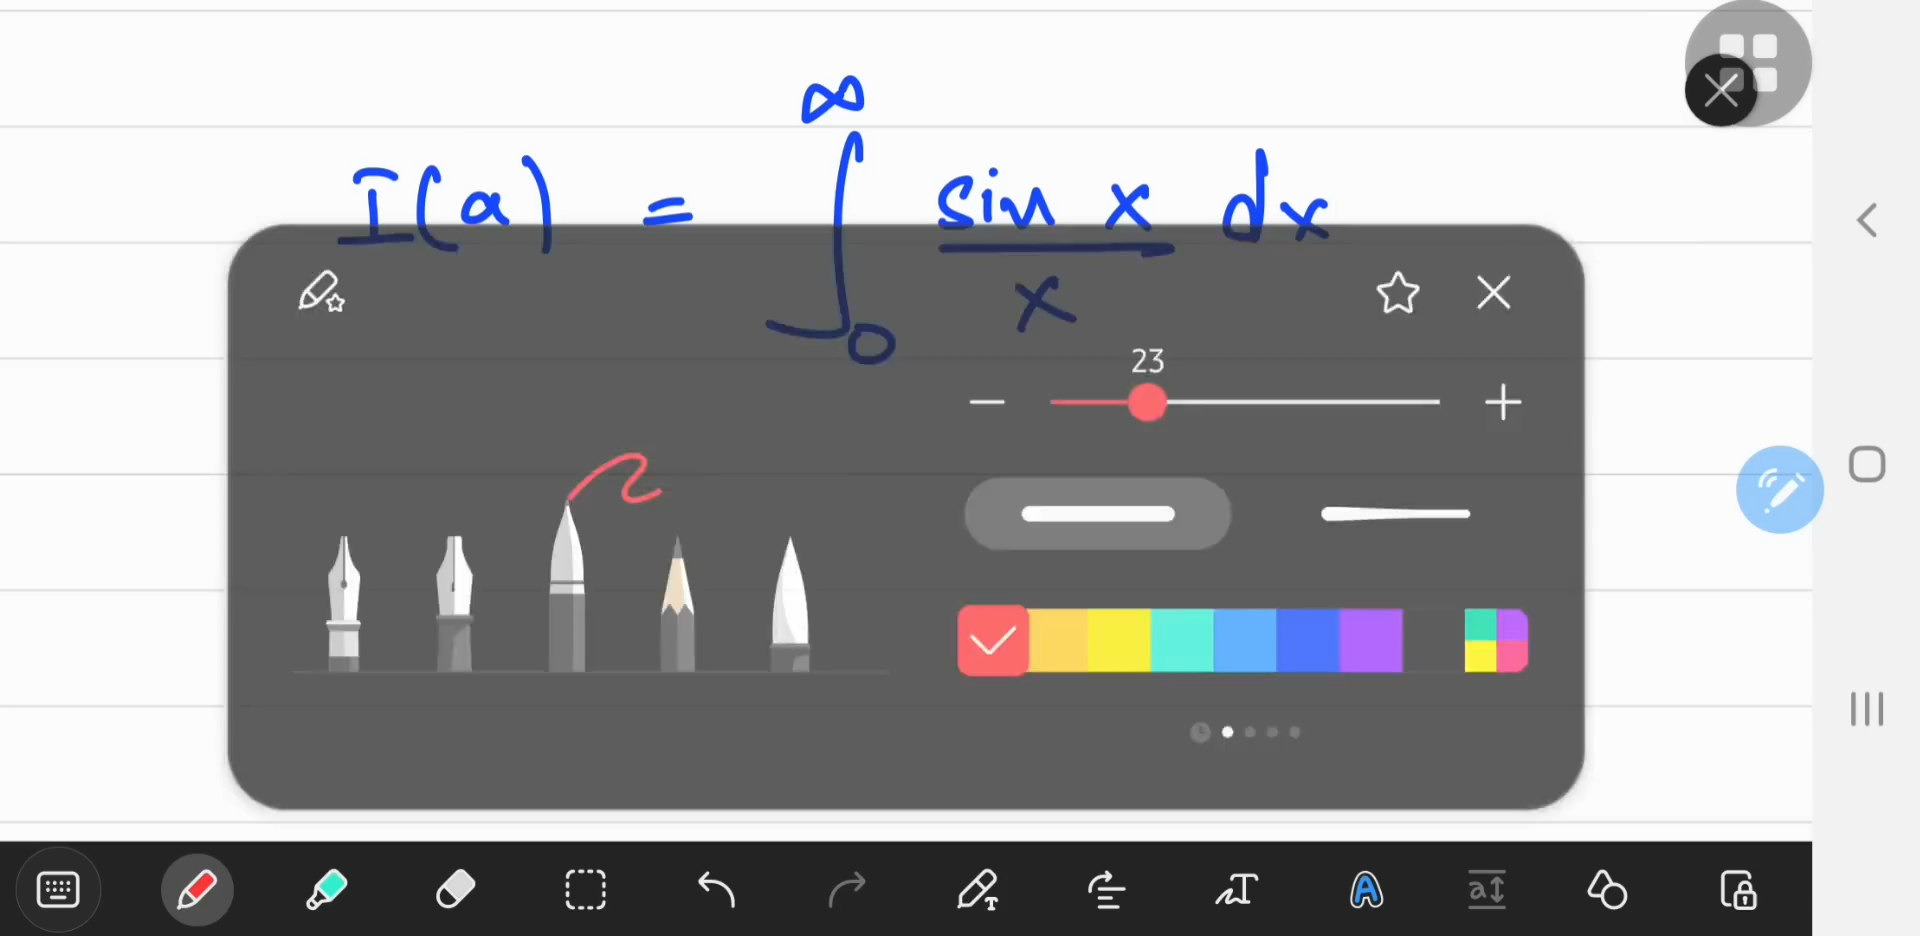 I(a) = ∫₀^∞ sin x / x dx
23